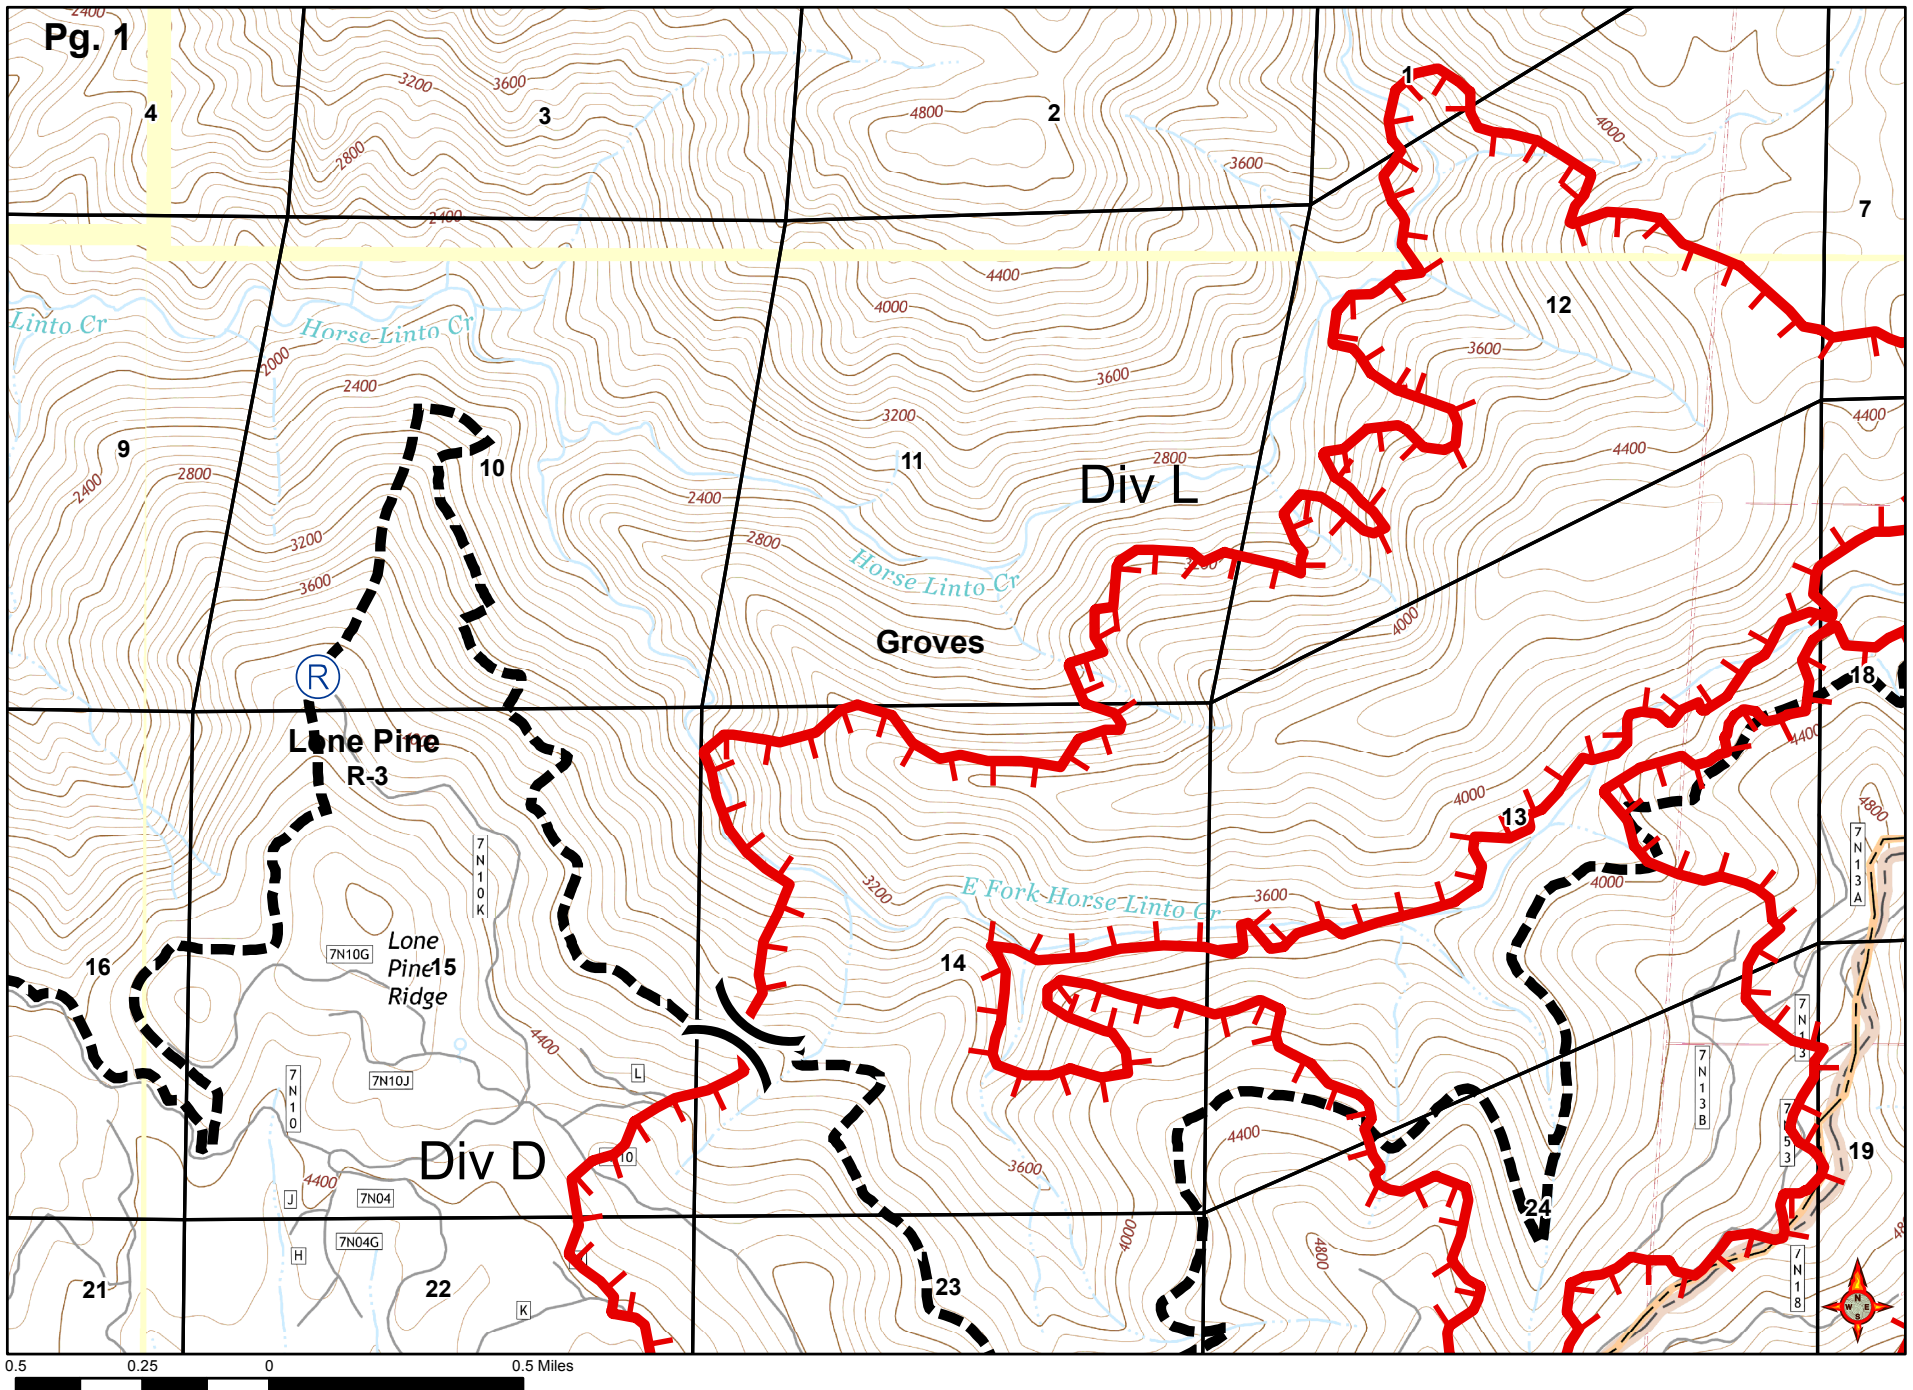 2400
Pg. 1
4
3200
3600
3
2800
4800
2
1
4000
3600
7
2400
12
4400
4000
Linto Cr
Horse Linto Cr
2000
2400
3600
3600
3200
4400
4400
9
10
2400
2800
11
2800
Div L
2400
3200
2800
3600
Horse Linto Cr
3200
4000
Groves
R
18
Lone Pine
R-3
4400
4000
13
4800
7N10K
7N13A
3200
E Fork Horse Linto Cr
3600
4000
16
7N10G
Lone
Pine
Ridge
15
14
4400
7N13
7N13B
L
7N10J
7N10
7N53
4400
19
Div D
10
3600
4400
7N04
J
24
7N04G
H
4000
4800
21
22
23
K
7N18
N
W
E
S
0.5
0.25
0
0.5 Miles